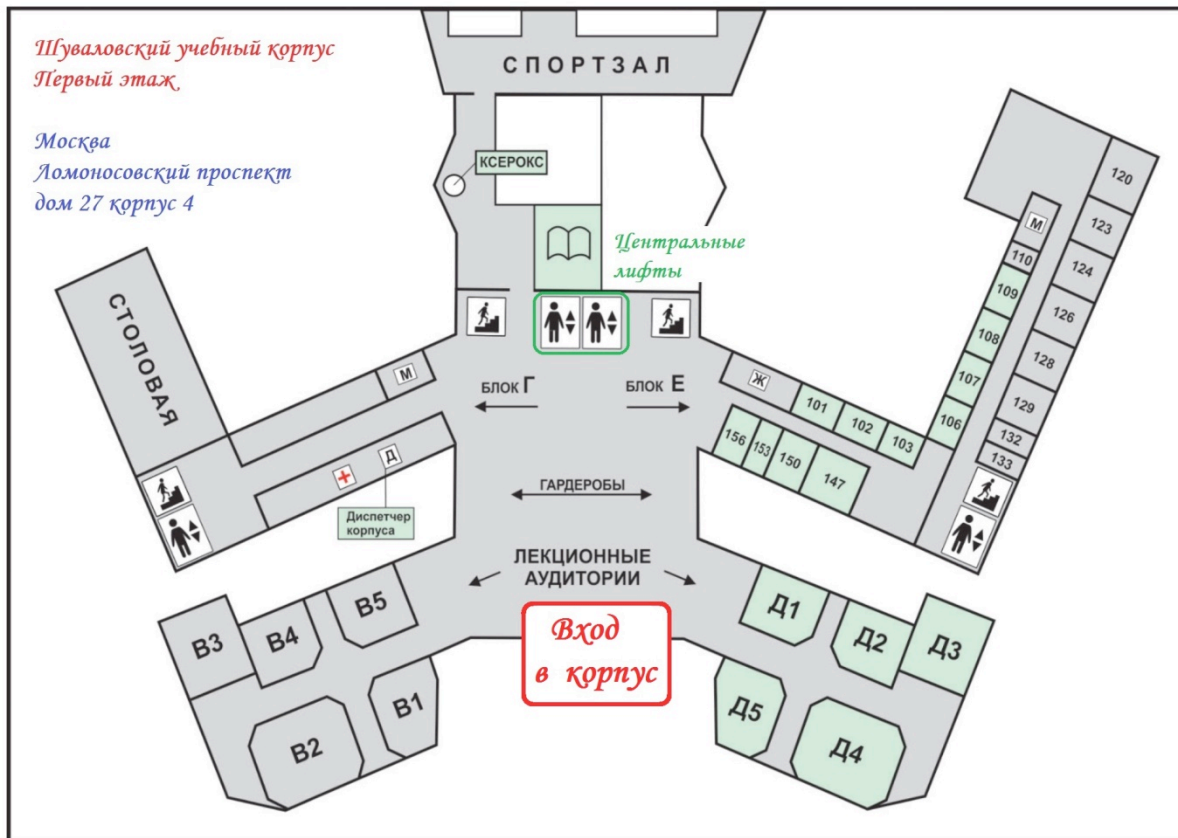 Шуваловский учебный корпус
Первый этаж
Москва
Ломоносовский проспект
дом 27 корпус 4
СПОРТЗАЛ
КСЕРОКС
Центральные
лифты
СТОЛОВАЯ
М
БЛОК Г
БЛОК Е
Ж
101
102
103
106
107
108
109
110
М
120
123
124
126
128
129
132
133
156
153
150
147
Д
Диспетчер
корпуса
ГАРДЕРОБЫ
ЛЕКЦИОННЫЕ
АУДИТОРИИ
Вход
в корпус
В3
В4
В5
В2
В1
Д1
Д2
Д3
Д5
Д4